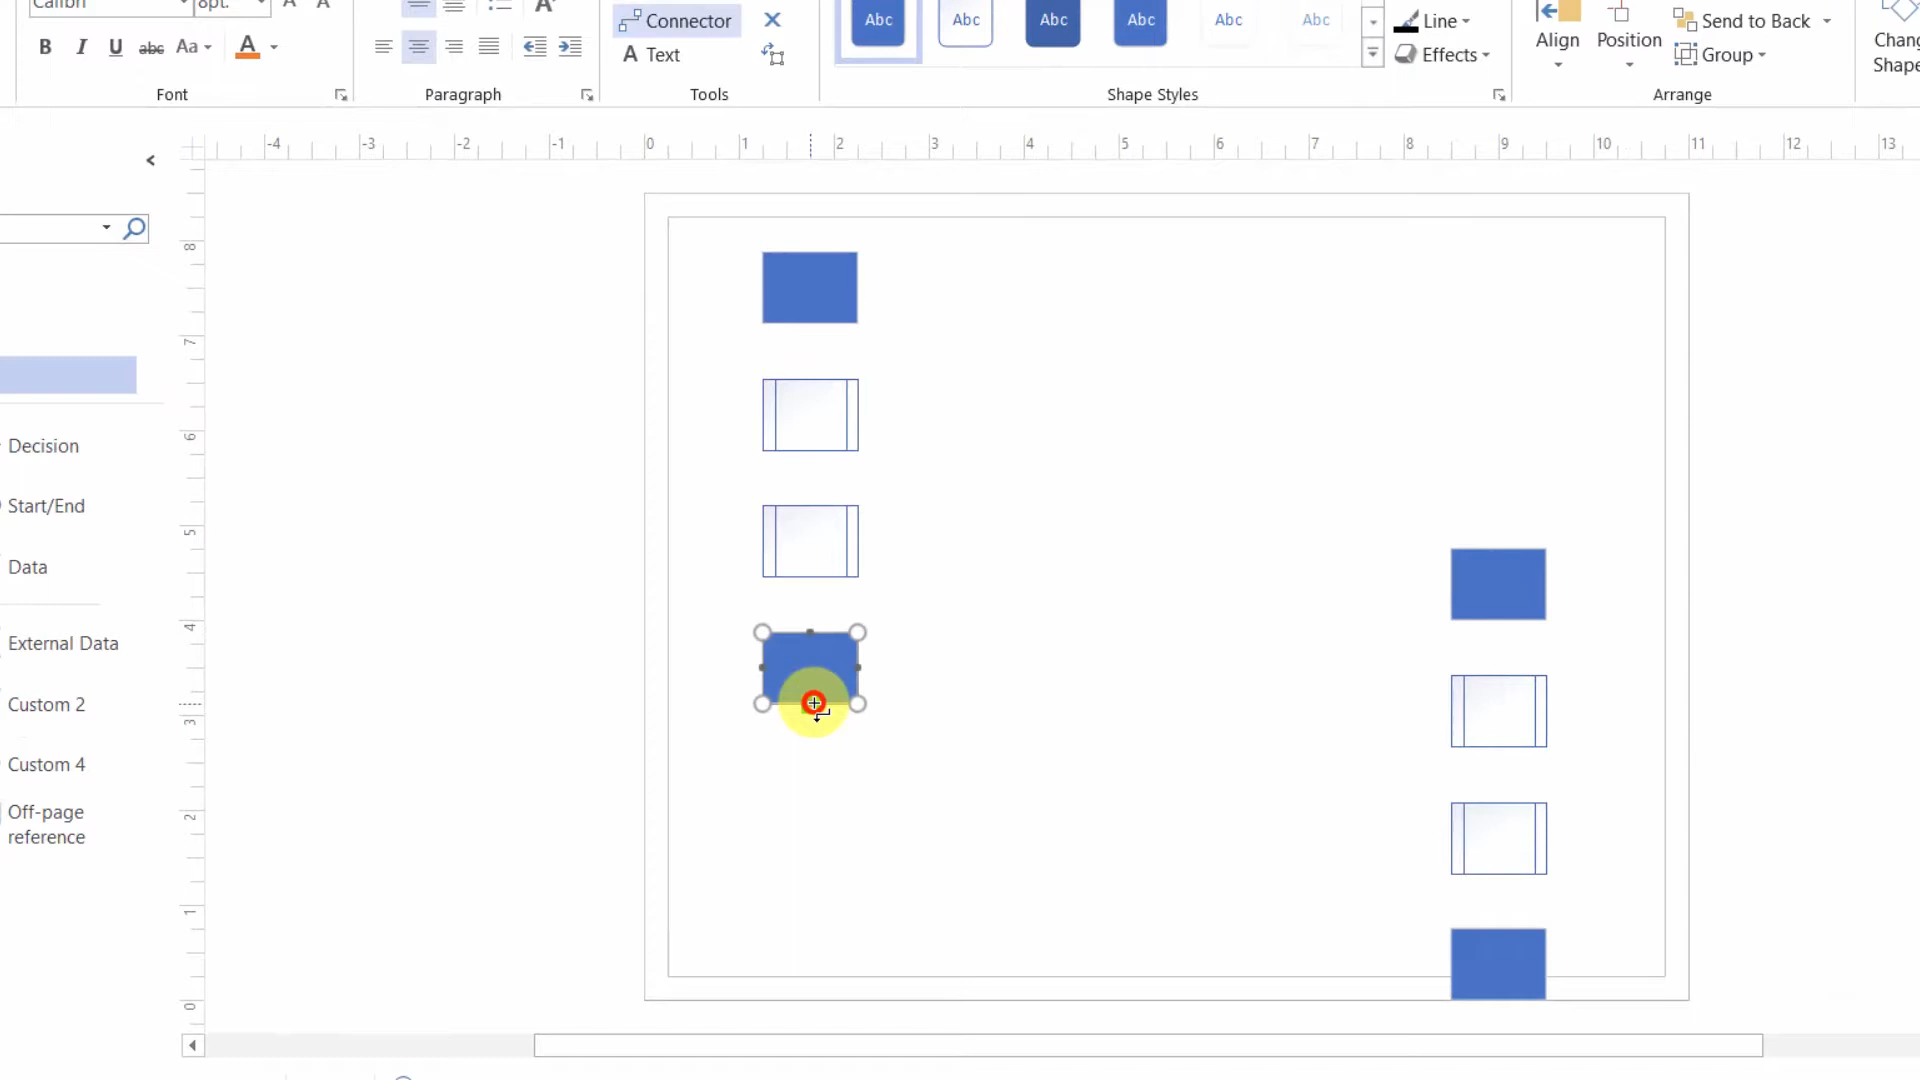 Calibri 8pt. A A A
Connector
Abc Abc Abc Abc Abc Abc
Line
Align Position
Send to Back
B I U abc Aa A
A Text
Effects
Group
Shape
Font Paragraph Tools Shape Styles Arrange
-4 -3 -2 -1 0 1 2 3 4 5 6 7 8 9 10 11 12 13
8
7
6
5
4
3
2
1
0
Decision
Start/End
Data
External Data
Custom 2
Custom 4
Off-page
reference